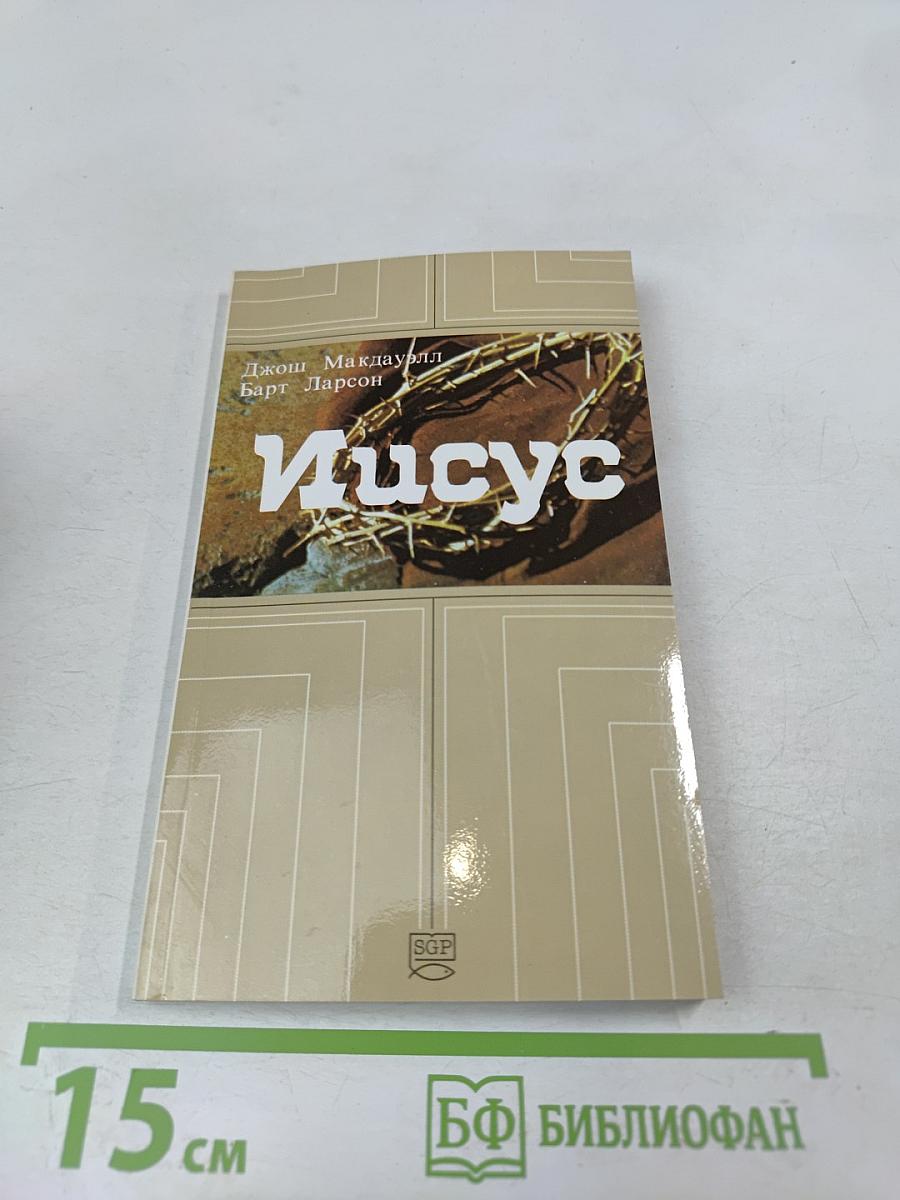 Джош Макдауэлл
Барт Ларсон
Иисус
SGP
15 см
БФ БИБЛИОФАН